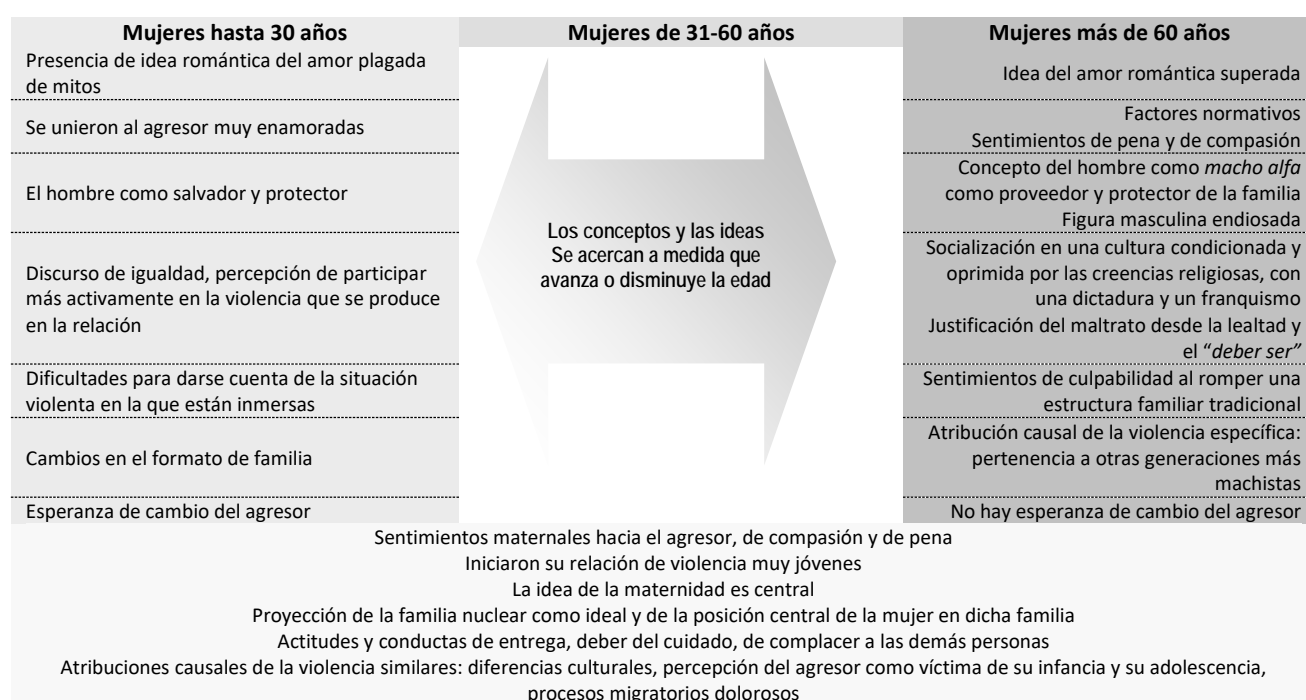 Mujeres hasta 30 años
Mujeres de 31-60 años
Mujeres más de 60 años
Presencia de idea romántica del amor plagada
de mitos
Idea del amor romántica superada
Se unieron al agresor muy enamoradas
Factores normativos
Sentimientos de pena y de compasión
El hombre como salvador y protector
Concepto del hombre como macho alfa
como proveedor y protector de la familia
Figura masculina endiosada
Los conceptos y las ideas
Se acercan a medida que
avanza o disminuye la edad
Discurso de igualdad, percepción de participar
más activamente en la violencia que se produce
en la relación
Socialización en una cultura condicionada y
oprimida por las creencias religiosas, con
una dictadura y un franquismo
Justificación del maltrato desde la lealtad y
el “deber ser”
Dificultades para darse cuenta de la situación
violenta en la que están inmersas
Sentimientos de culpabilidad al romper una
estructura familiar tradicional
Cambios en el formato de familia
Atribución causal de la violencia específica:
pertenencia a otras generaciones más
machistas
Esperanza de cambio del agresor
No hay esperanza de cambio del agresor
Sentimientos maternales hacia el agresor, de compasión y de pena
Iniciaron su relación de violencia muy jóvenes
La idea de la maternidad es central
Proyección de la familia nuclear como ideal y de la posición central de la mujer en dicha familia
Actitudes y conductas de entrega, deber del cuidado, de complacer a las demás personas
Atribuciones causales de la violencia similares: diferencias culturales, percepción del agresor como víctima de su infancia y su adolescencia,
procesos migratorios dolorosos